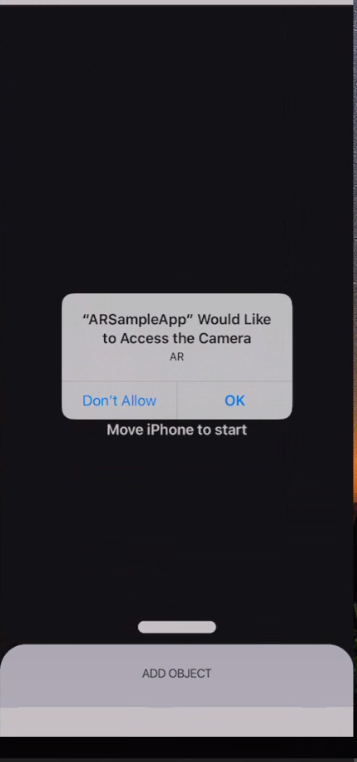 “ARSampleApp” Would Like
to Access the Camera
AR
Don’t Allow
OK
Move iPhone to start
ADD OBJECT